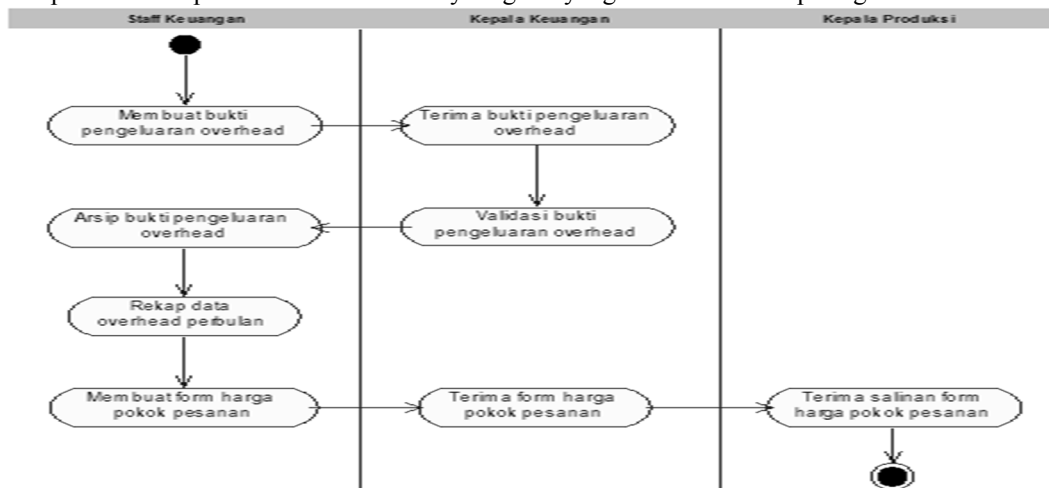 Staff Keuangan
Kepala Keuangan
Kepala Produksi
Membuat bukti
pengeluaran overhead
Terima bukti pengeluaran
overhead
Arsip bukti pengeluaran
overhead
Validasi bukti
pengeluaran overhead
Rekap data
overhead perbulan
Membuat form harga
pokok pesanan
Terima form harga
pokok pesanan
Terima salinan form
harga pokok pesanan